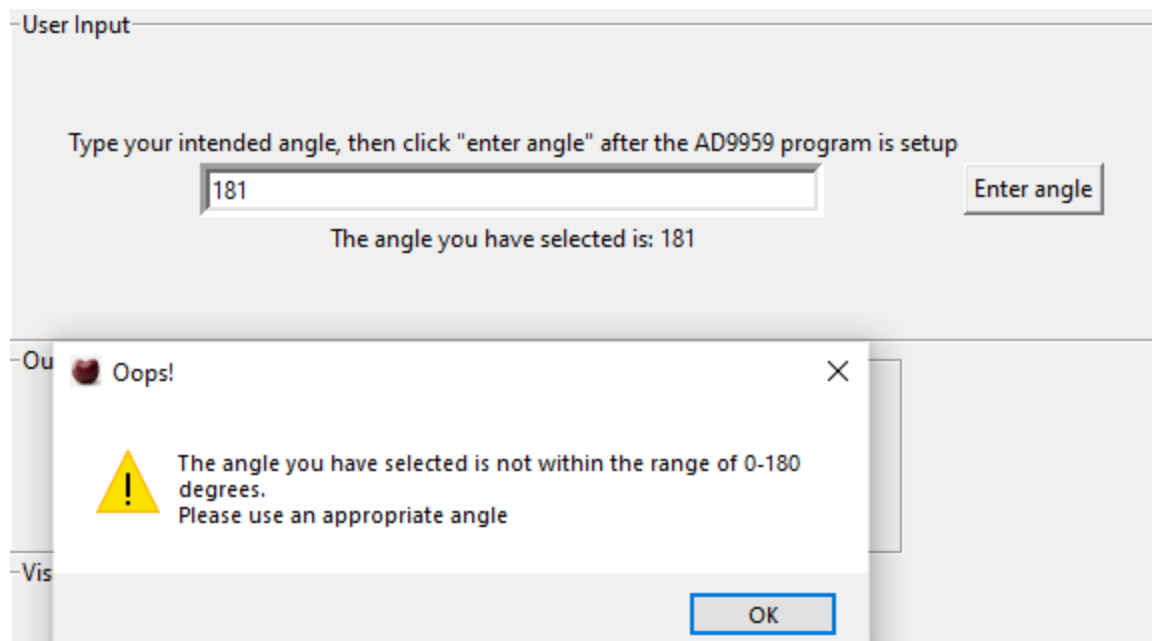 User Input
Type your intended angle, then click "enter angle" after the AD9959 program is setup
181
Enter angle
The angle you have selected is: 181
Ou
Oops!
The angle you have selected is not within the range of 0-180
degrees.
Please use an appropriate angle
Vis
OK